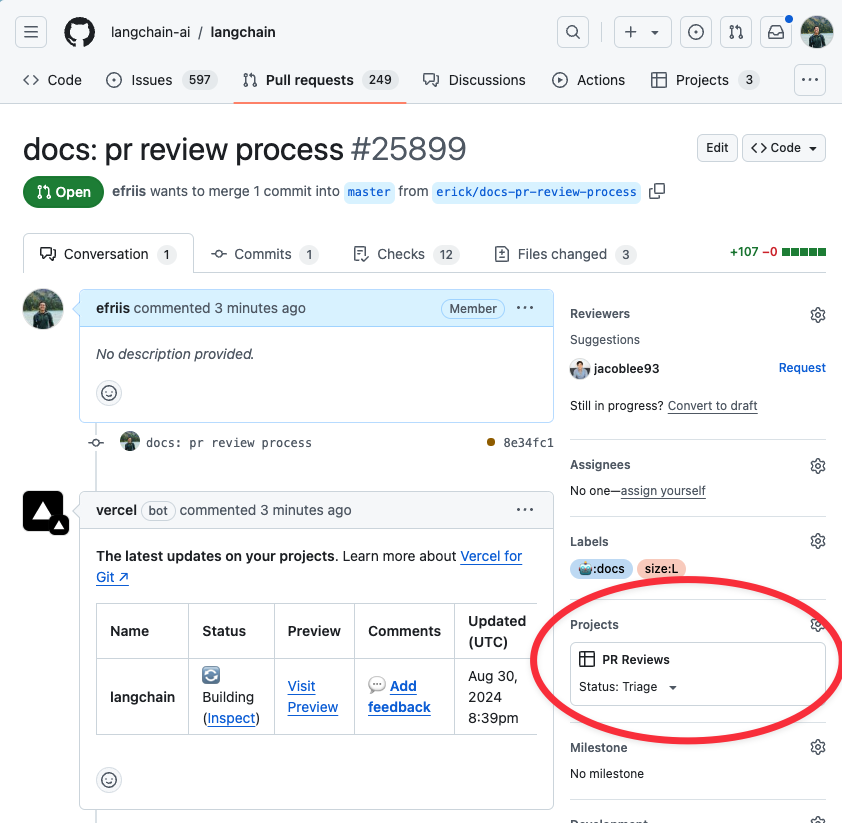 langchain-ai / langchain
Code
Issues 597
Pull requests 249
Discussions
Actions
Projects 3
docs: pr review process #25899
Edit
Code
Open
efriis wants to merge 1 commit into master from erick/docs-pr-review-process
Conversation 1
Commits 1
Checks 12
Files changed 3
+107 −0
efriis commented 3 minutes ago
Member
No description provided.
docs: pr review process
8e34fc1
vercel bot commented 3 minutes ago
The latest updates on your projects. Learn more about Vercel for
Git ↗
Name Status Preview Comments Updated
(UTC)
langchain
Building
(Inspect)
Visit
Preview
Add
feedback
Aug 30,
2024
8:39pm
Reviewers
Suggestions
jacoblee93 Request
Still in progress? Convert to draft
Assignees
No one—assign yourself
Labels
:docs size:L
Projects
PR Reviews
Status: Triage
Milestone
No milestone